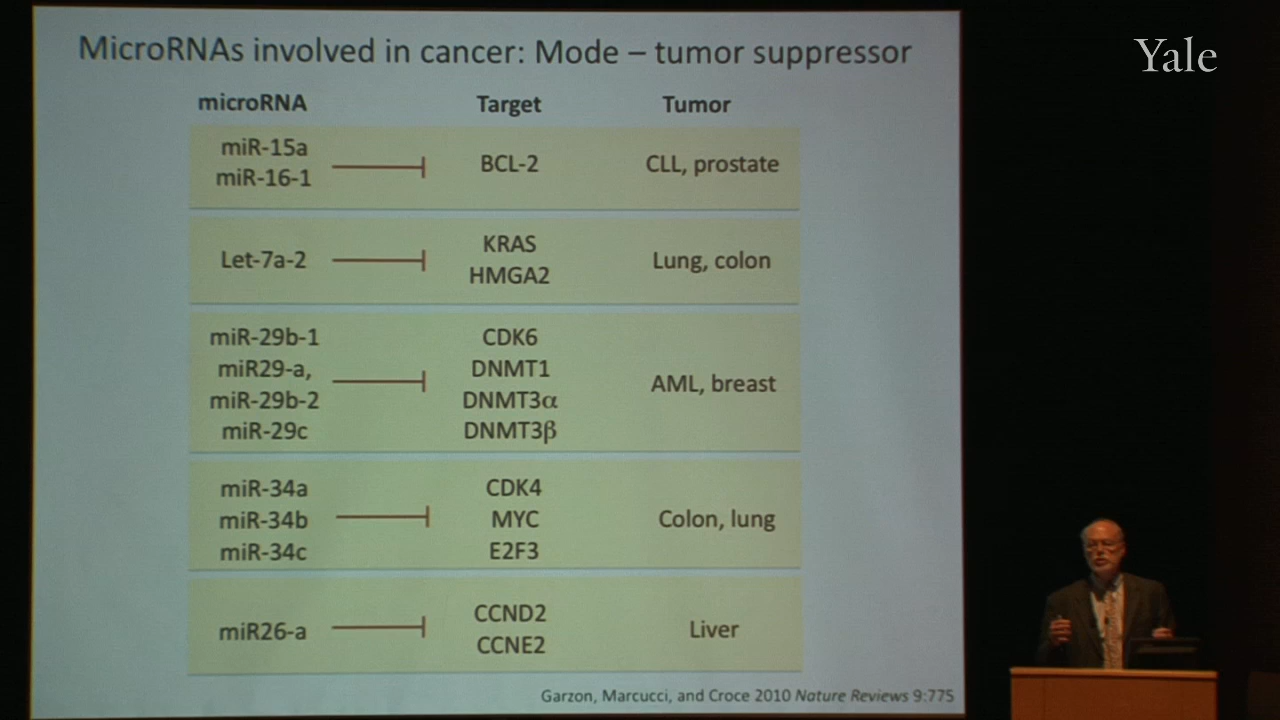 Yale
MicroRNAs involved in cancer: Mode – tumor suppressor
microRNA Target Tumor
miR-15a
miR-16-1
BCL-2
CLL, prostate
Let-7a-2
KRAS
HMGA2
Lung, colon
miR-29b-1
miR29-a,
miR-29b-2
miR-29c
CDK6
DNMT1
DNMT3α
DNMT3β
AML, breast
miR-34a
miR-34b
miR-34c
CDK4
MYC
E2F3
Colon, lung
miR26-a
CCND2
CCNE2
Liver
Garzon, Marcucci, and Croce 2010 Nature Reviews 9:775